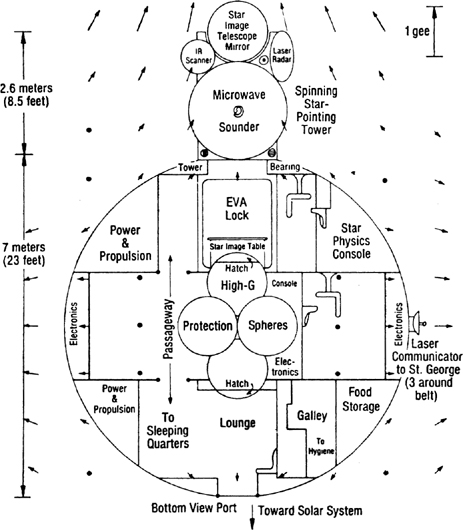 Star
Image
Telescope
Mirror
IR
Scanner
Laser
Radar
1 gee
2.6 meters
(8.5 feet)
Microwave
Sounder
Spinning
Star-
Pointing
Tower
Tower
Bearing
7 meters
(23 feet)
EVA
Lock
Star Image Table
Power
&
Propulsion
Star
Physics
Console
Hatch
High-G
Console
Electronics
Passageway
Protection
Spheres
Electronics
Laser
Communicator
to St. George
(3 around
belt)
Elec-
tronics
Hatch
Power
&
Propulsion
To
Sleeping
Quarters
Lounge
Galley
To
Hygiene
Food
Storage
Bottom View Port
Toward Solar System